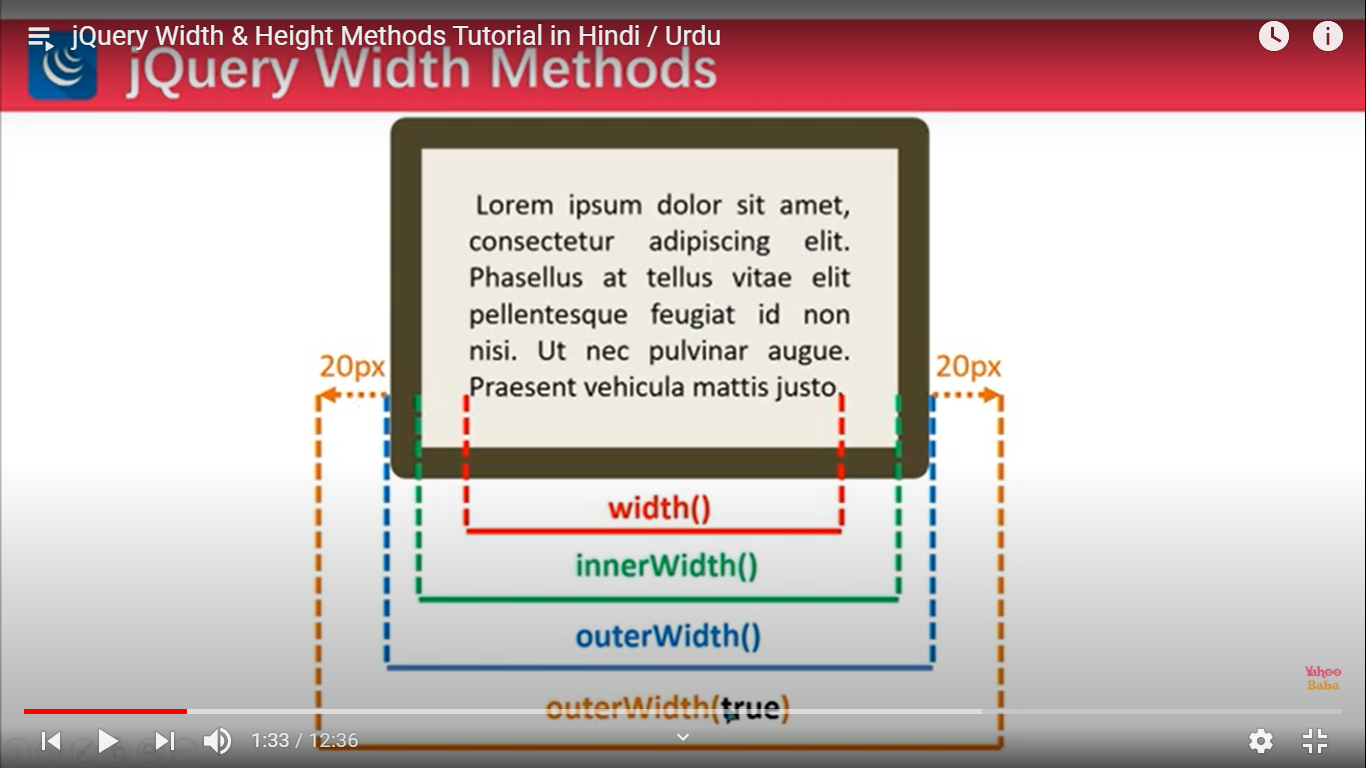 jQuery Width & Height Methods Tutorial in Hindi / Urdu
jQuery Width Methods
Lorem ipsum dolor sit amet,
consectetur adipiscing elit.
Phasellus at tellus vitae elit
pellentesque feugiat id non
nisi. Ut nec pulvinar augue.
Praesent vehicula mattis justo.
20px
20px
width()
innerWidth()
outerWidth()
Yahoo
Baba
outerWidth(true)
1:33 / 12:36